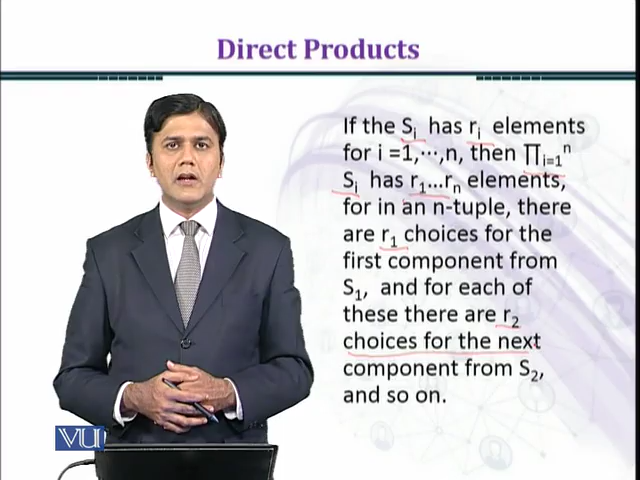 Direct Products
If the Sᵢ has rᵢ elements
for i =1,⋯,n, then ∏ᵢ₌₁ⁿ
Sᵢ has r₁...rₙ elements,
for in an n-tuple, there
are r₁ choices for the
first component from
S₁, and for each of
these there are r₂
choices for the next
component from S₂,
and so on.
VU